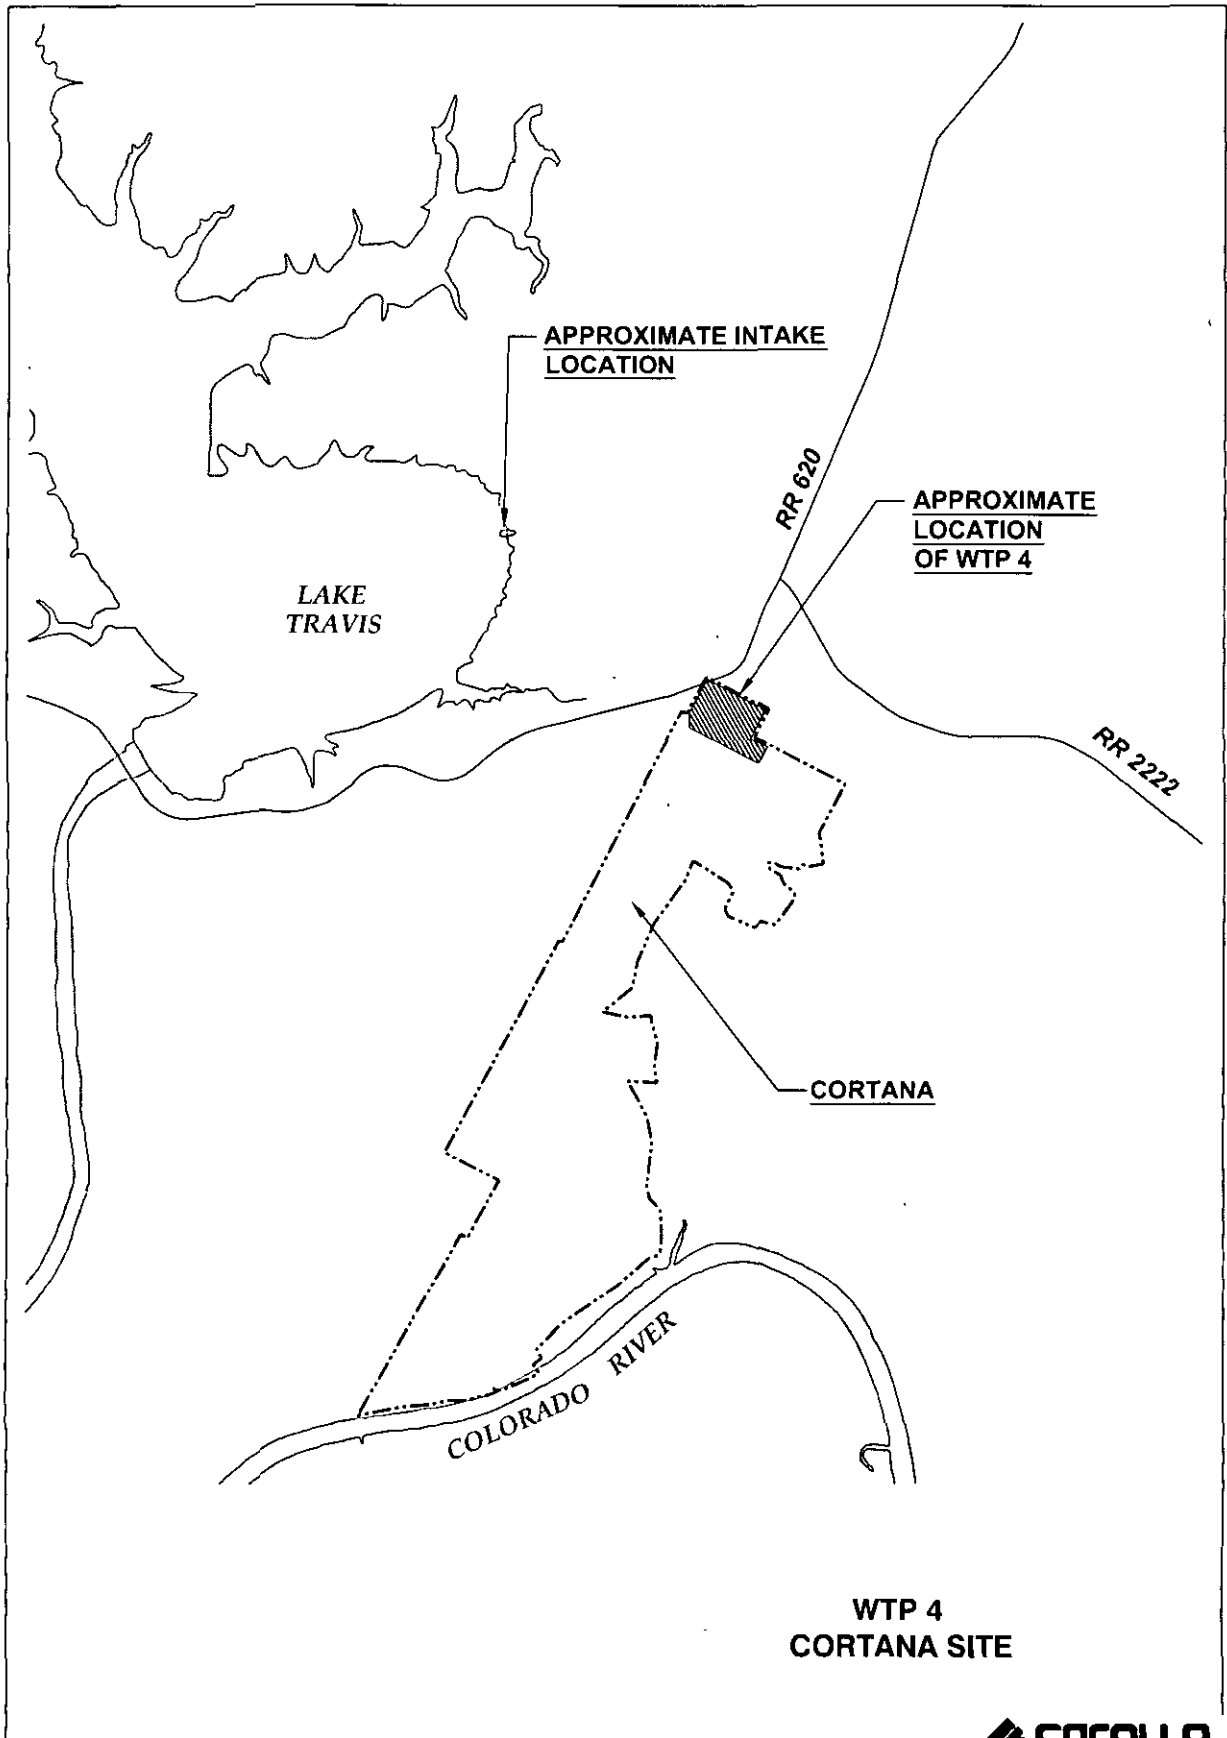 APPROXIMATE INTAKE
LOCATION
RR 620
APPROXIMATE
LOCATION
OF WTP 4
LAKE
TRAVIS
RR 2222
CORTANA
COLORADO RIVER
WTP 4
CORTANA SITE